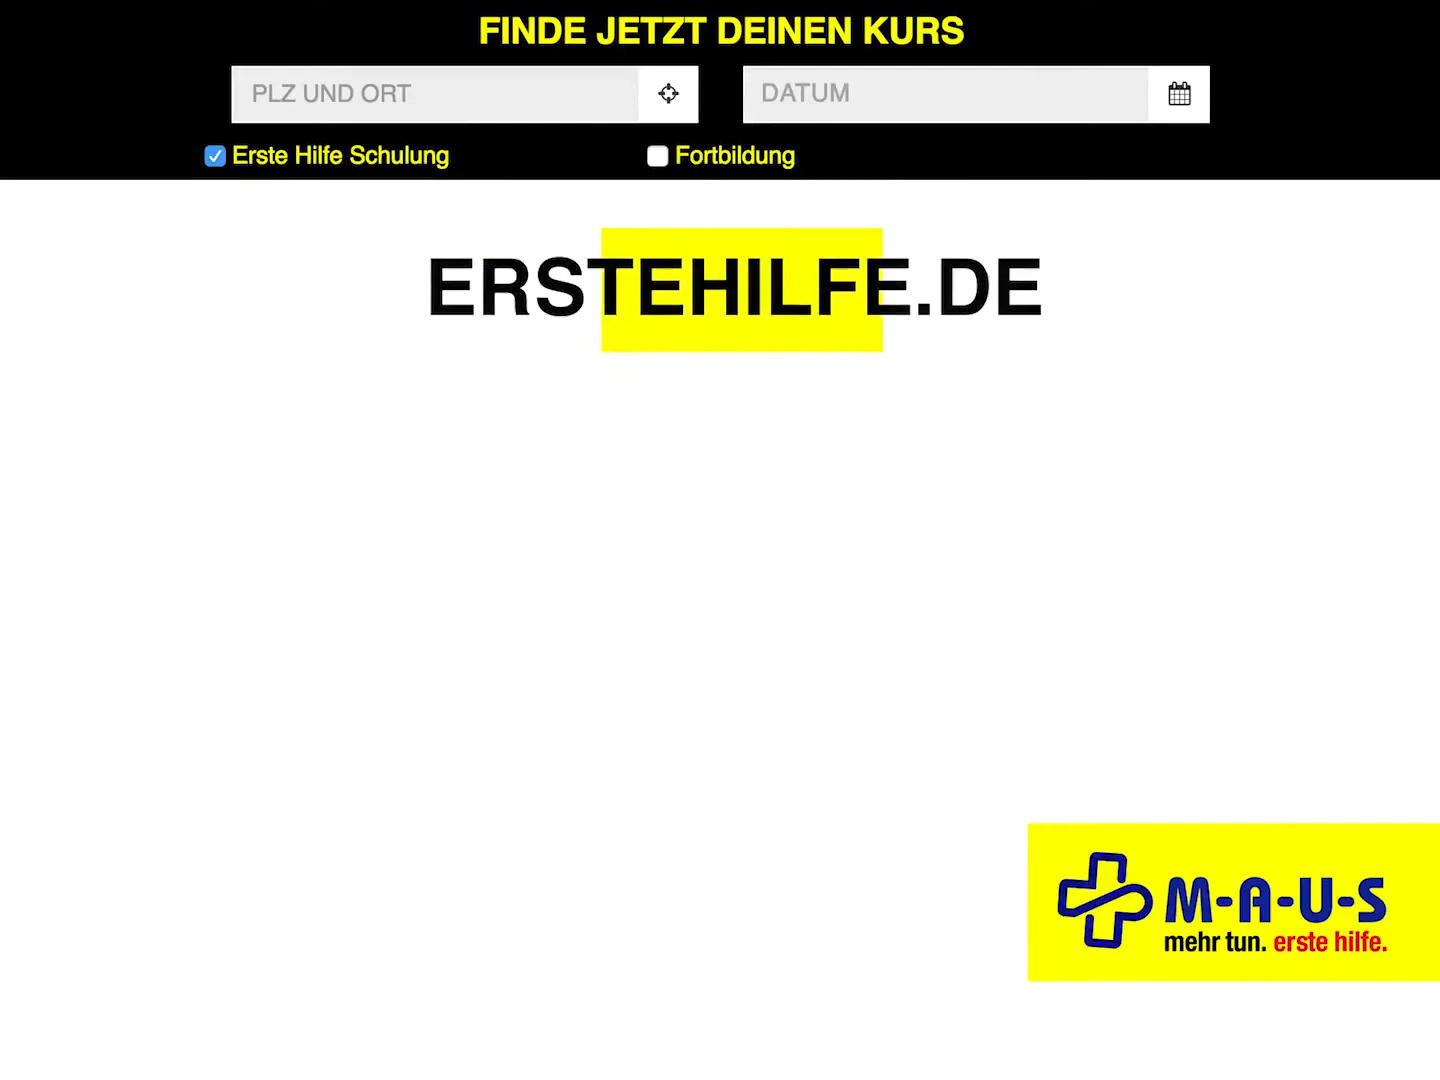 FINDE JETZT DEINEN KURS
PLZ UND ORT
DATUM
Erste Hilfe Schulung
Fortbildung
ERSTEHILFE.DE
M-A-U-S
mehr tun. erste hilfe.